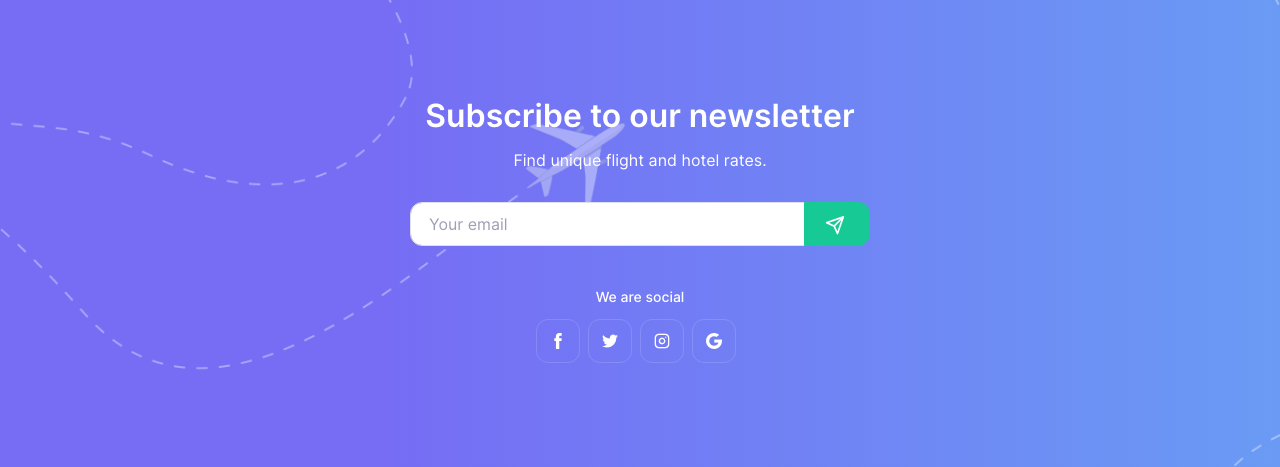 Subscribe to our newsletter
Find unique flight and hotel rates.
Your email
We are social